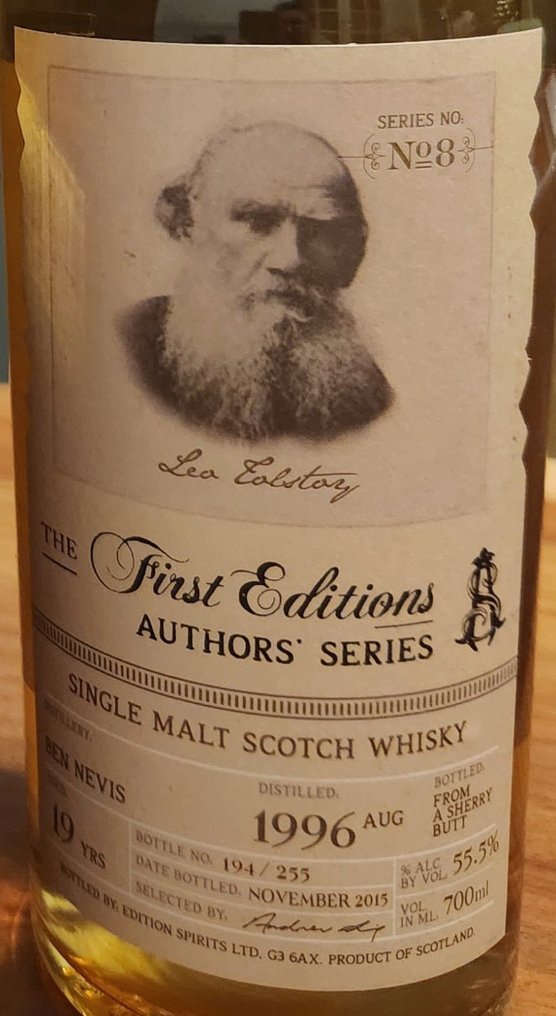 SERIES NO:
Nº8
Leo Tolstoy
THE First Editions
AUTHORS' SERIES
SINGLE MALT SCOTCH WHISKY
DISTILLERY:
BEN NEVIS
19 YRS
DISTILLED:
1996 AUG
BOTTLED:
FROM
A SHERRY
BUTT
BOTTLE NO. 194 / 255
DATE BOTTLED: NOVEMBER 2015
SELECTED BY:
% ALC.
BY VOL. 55.5%
VOL.
IN ML. 700ml
BOTTLED BY: EDITION SPIRITS LTD. G3 6AX. PRODUCT OF SCOTLAND.